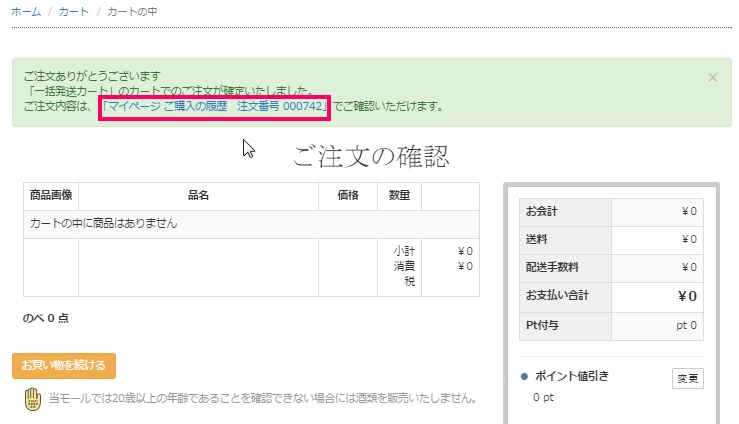 ホーム / カート / カートの中
ご注文ありがとうございます
「一括発送カート」のカートでのご注文が確定いたしました。
ご注文内容は、「マイページ ご購入の履歴　注文番号 000742」でご確認いただけます。
×
ご注文の確認
商品画像 品名 価格 数量
カートの中に商品はありません
小計 ¥ 0
消費税 ¥ 0
のべ 0 点
お買い物を続ける
当モールでは20歳以上の年齢であることを確認できない場合には酒類を販売いたしません。
お会計 ¥ 0
送料 ¥ 0
配送手数料 ¥ 0
お支払い合計 ¥ 0
Pt付与 pt 0
ポイント値引き 変更
0 pt